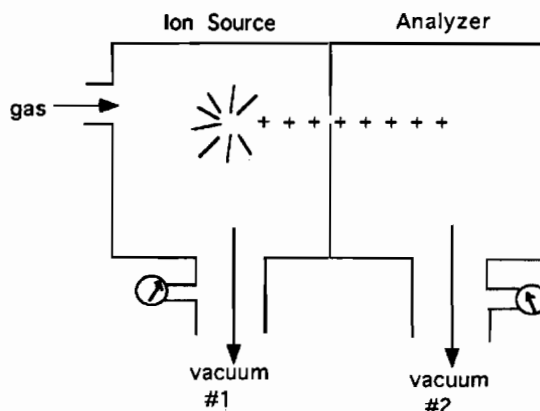 Ion Source
Analyzer
gas
+ + + + + + + +
vacuum
#1
vacuum
#2